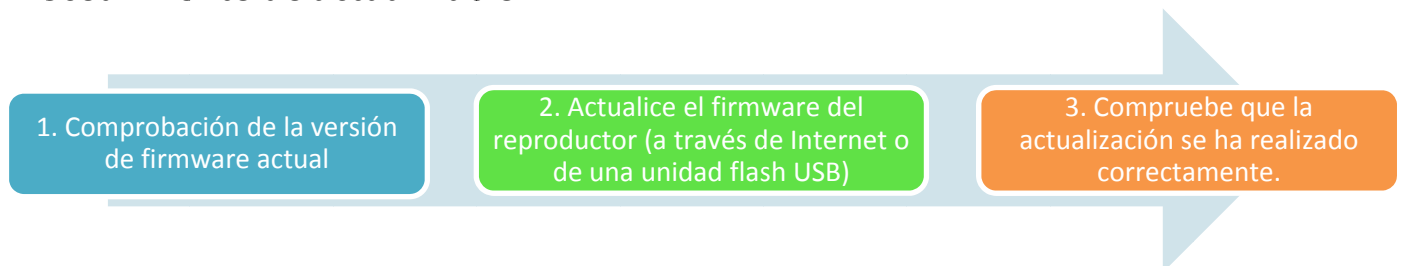 1. Comprobación de la versión
de firmware actual
2. Actualice el firmware del
reproductor (a través de Internet o
de una unidad flash USB)
3. Compruebe que la
actualización se ha realizado
correctamente.